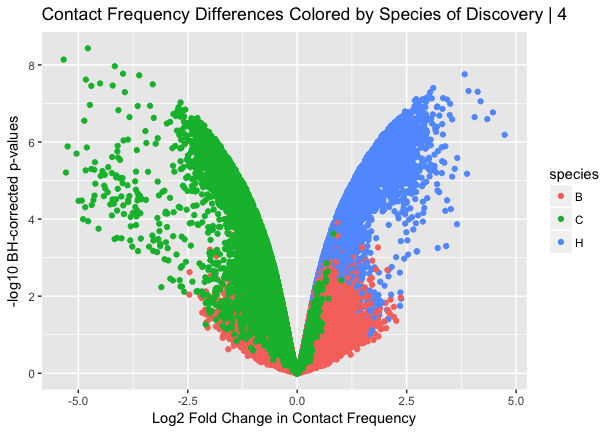 Contact Frequency Differences Colored by Species of Discovery | 4
8
6
4
2
0
-log10 BH-corrected p-values
-5.0
-2.5
0.0
2.5
5.0
Log2 Fold Change in Contact Frequency
species
B
C
H